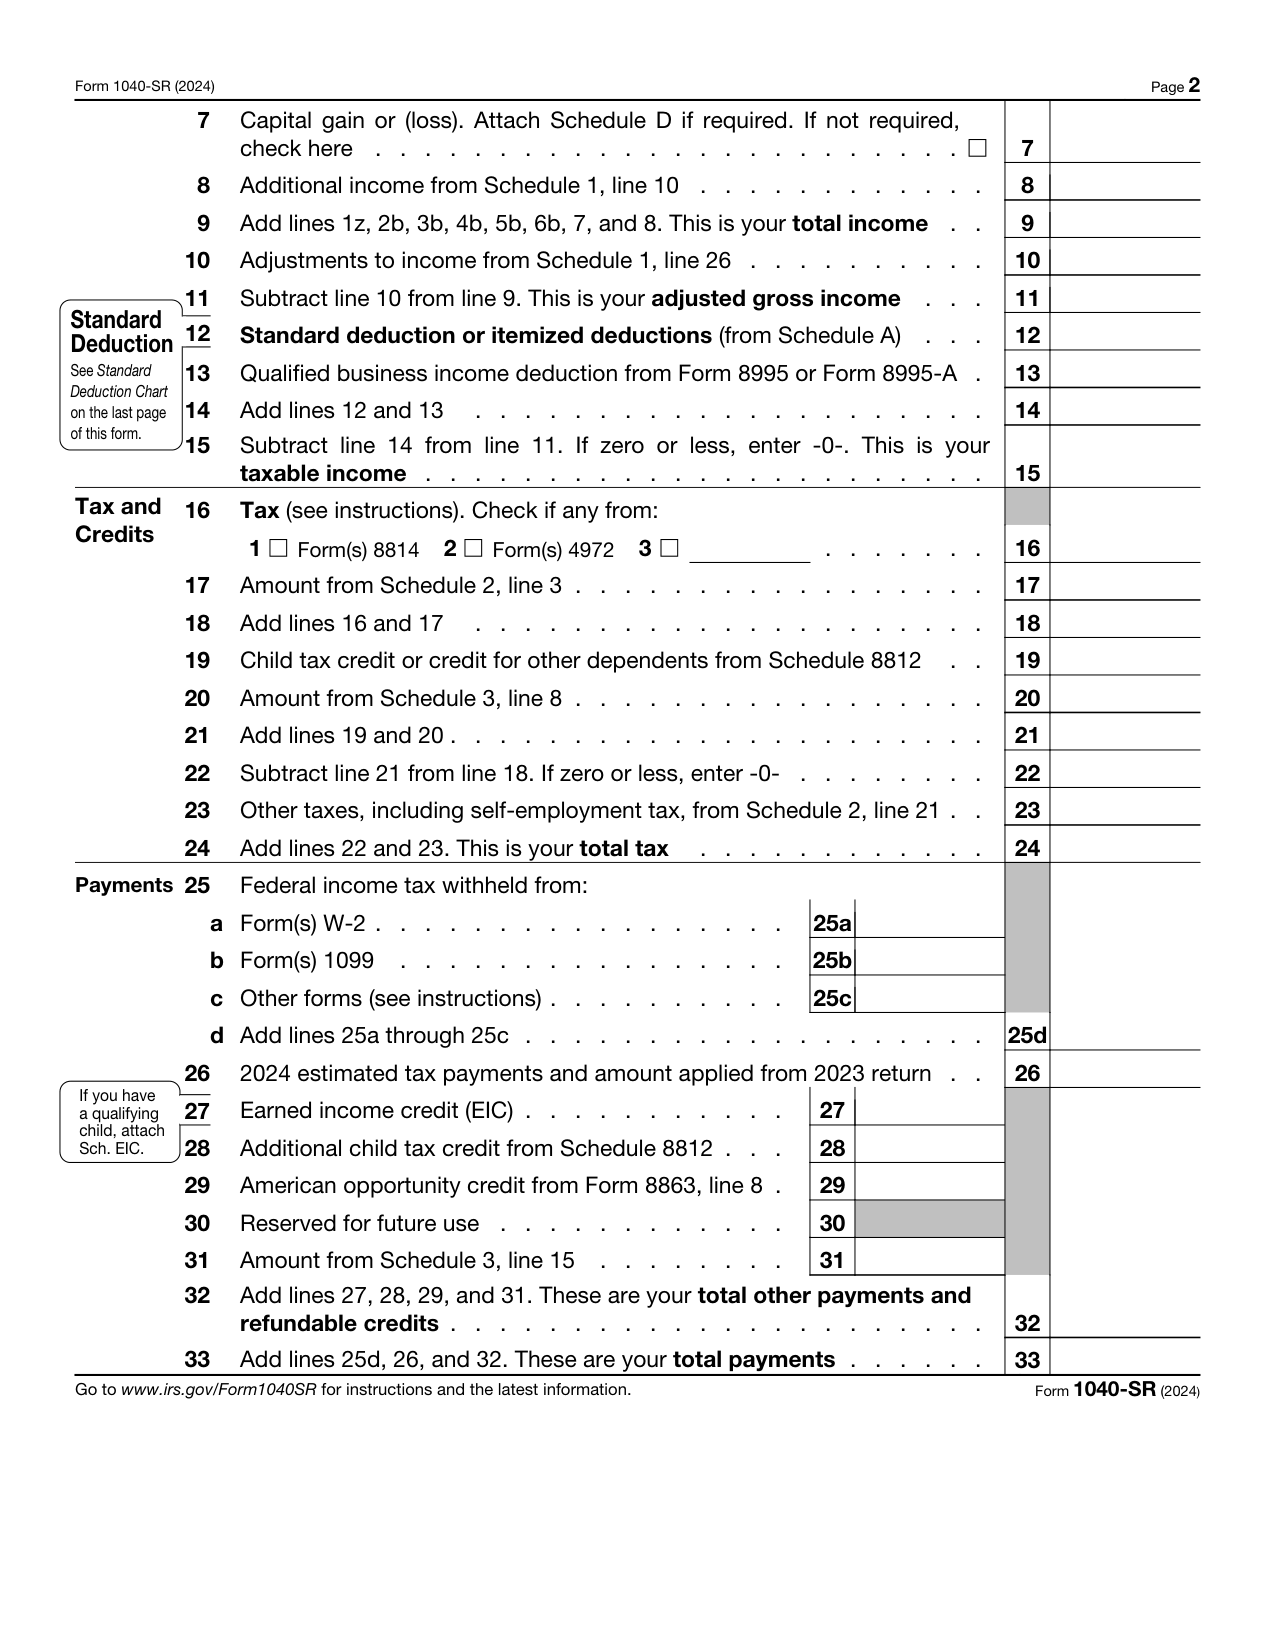 Form 1040-SR (2024) Page 2
7 Capital gain or (loss). Attach Schedule D if required. If not required,
check here . . . . . . . . . . . . . . . . . . . . . . . . ☐ 7
8 Additional income from Schedule 1, line 10 . . . . . . . . . . . . 8
9 Add lines 1z, 2b, 3b, 4b, 5b, 6b, 7, and 8. This is your total income . . 9
10 Adjustments to income from Schedule 1, line 26 . . . . . . . . . . 10
11 Subtract line 10 from line 9. This is your adjusted gross income . . . 11
Standard
Deduction
See Standard
Deduction Chart
on the last page
of this form.
12 Standard deduction or itemized deductions (from Schedule A) . . . 12
13 Qualified business income deduction from Form 8995 or Form 8995-A . 13
14 Add lines 12 and 13 . . . . . . . . . . . . . . . . . . . . . 14
15 Subtract line 14 from line 11. If zero or less, enter -0-. This is your
taxable income . . . . . . . . . . . . . . . . . . . . . . . 15
Tax and
Credits
16 Tax (see instructions). Check if any from:
1 ☐ Form(s) 8814 2 ☐ Form(s) 4972 3 ☐ . . . . . . . 16
17 Amount from Schedule 2, line 3 . . . . . . . . . . . . . . . . . 17
18 Add lines 16 and 17 . . . . . . . . . . . . . . . . . . . . . 18
19 Child tax credit or credit for other dependents from Schedule 8812 . . 19
20 Amount from Schedule 3, line 8 . . . . . . . . . . . . . . . . . 20
21 Add lines 19 and 20 . . . . . . . . . . . . . . . . . . . . . . 21
22 Subtract line 21 from line 18. If zero or less, enter -0- . . . . . . . . 22
23 Other taxes, including self-employment tax, from Schedule 2, line 21 . . 23
24 Add lines 22 and 23. This is your total tax . . . . . . . . . . . . 24
Payments 25 Federal income tax withheld from:
a Form(s) W-2 . . . . . . . . . . . . . . . . . 25a
b Form(s) 1099 . . . . . . . . . . . . . . . . 25b
c Other forms (see instructions) . . . . . . . . . . 25c
d Add lines 25a through 25c . . . . . . . . . . . . . . . . . . . 25d
26 2024 estimated tax payments and amount applied from 2023 return . . 26
If you have
a qualifying
child, attach
Sch. EIC.
27 Earned income credit (EIC) . . . . . . . . . . . 27
28 Additional child tax credit from Schedule 8812 . . . 28
29 American opportunity credit from Form 8863, line 8 . 29
30 Reserved for future use . . . . . . . . . . . . 30
31 Amount from Schedule 3, line 15 . . . . . . . . 31
32 Add lines 27, 28, 29, and 31. These are your total other payments and
refundable credits . . . . . . . . . . . . . . . . . . . . . . 32
33 Add lines 25d, 26, and 32. These are your total payments . . . . . . 33
Go to www.irs.gov/Form1040SR for instructions and the latest information. Form 1040-SR (2024)